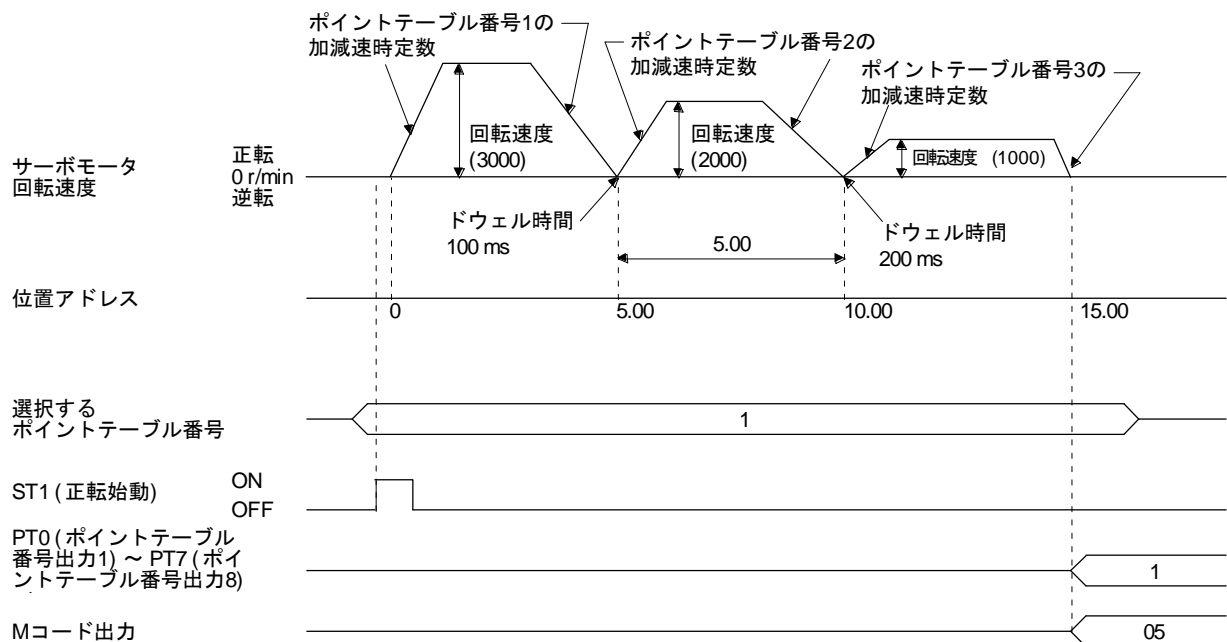 ポイントテーブル番号1の
加減速時定数
ポイントテーブル番号2の
加減速時定数
ポイントテーブル番号3の
加減速時定数
サーボモータ
回転速度
正転
0 r/min
逆転
回転速度
(3000)
回転速度
(2000)
回転速度 (1000)
ドウェル時間
100 ms
5.00
ドウェル時間
200 ms
位置アドレス
0
5.00
10.00
15.00
選択する
ポイントテーブル番号
1
ST1 (正転始動)
ON
OFF
PT0 (ポイントテーブル
番号出力1) ～ PT7 (ポイ
ントテーブル番号出力8)
1
Mコード出力
05